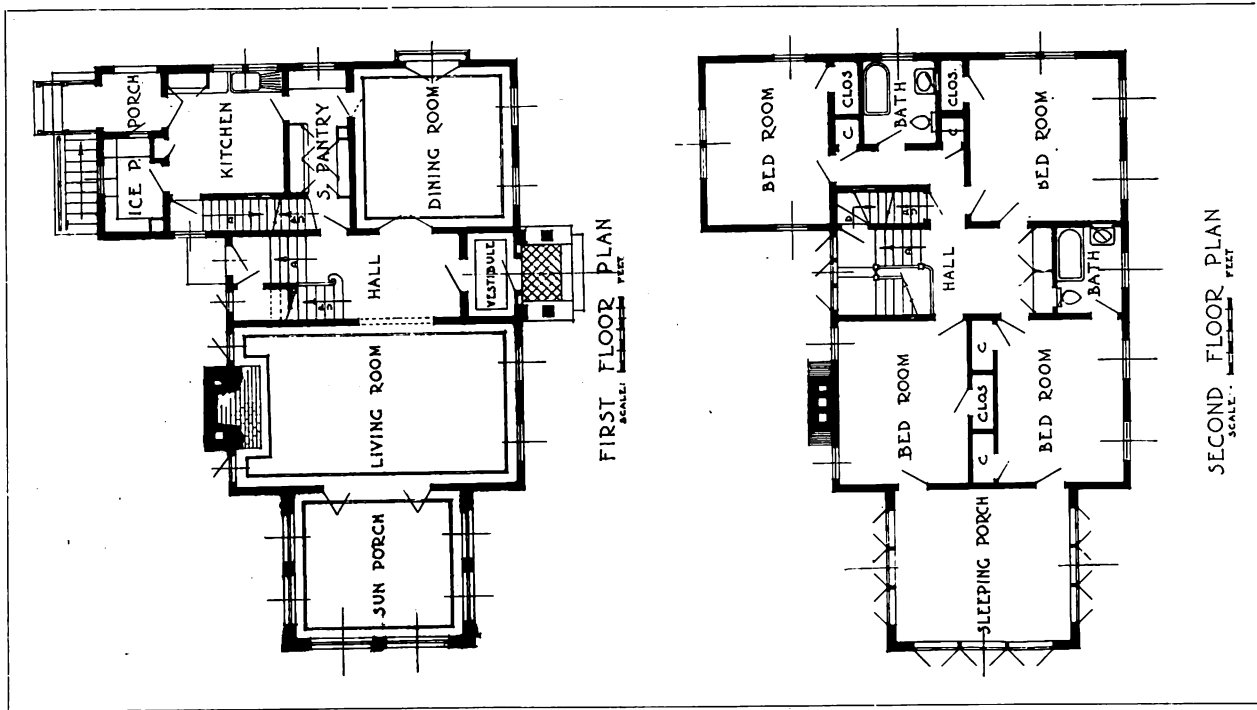 PORCH
KITCHEN
S. PANTRY
DINING ROOM
ICE P.
D
U
D
U
HALL
VESTIBULE
LIVING ROOM
SUN PORCH
FIRST FLOOR PLAN
SCALE: FEET
BED ROOM
CLOS
C
BATH
CLOS.
C
BED ROOM
D
U
D
HALL
BATH
BED ROOM
C
CLOS
C
BED ROOM
SLEEPING PORCH
SECOND FLOOR PLAN
SCALE: FEET